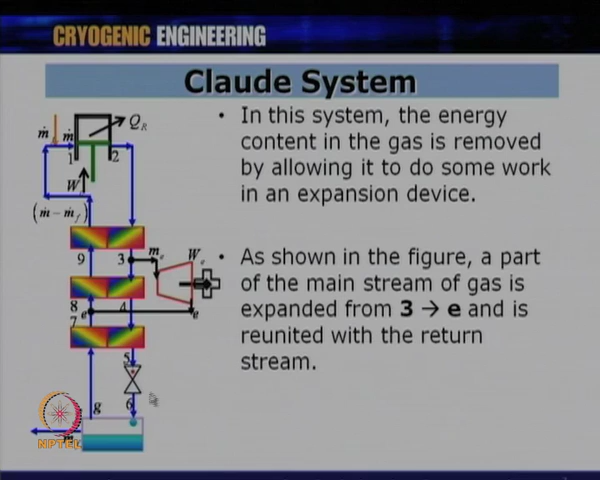 CRYOGENIC ENGINEERING
Claude System
• In this system, the energy
content in the gas is removed
by allowing it to do some work
in an expansion device.
• As shown in the figure, a part
of the main stream of gas is
expanded from 3 → e and is
reunited with the return
stream.
Q_R
ṁ ṁ
1 2
W
(ṁ − ṁ_f)
9 3 ṁ_e W_e
8 4
7 e e
5
g 6
NPTEL